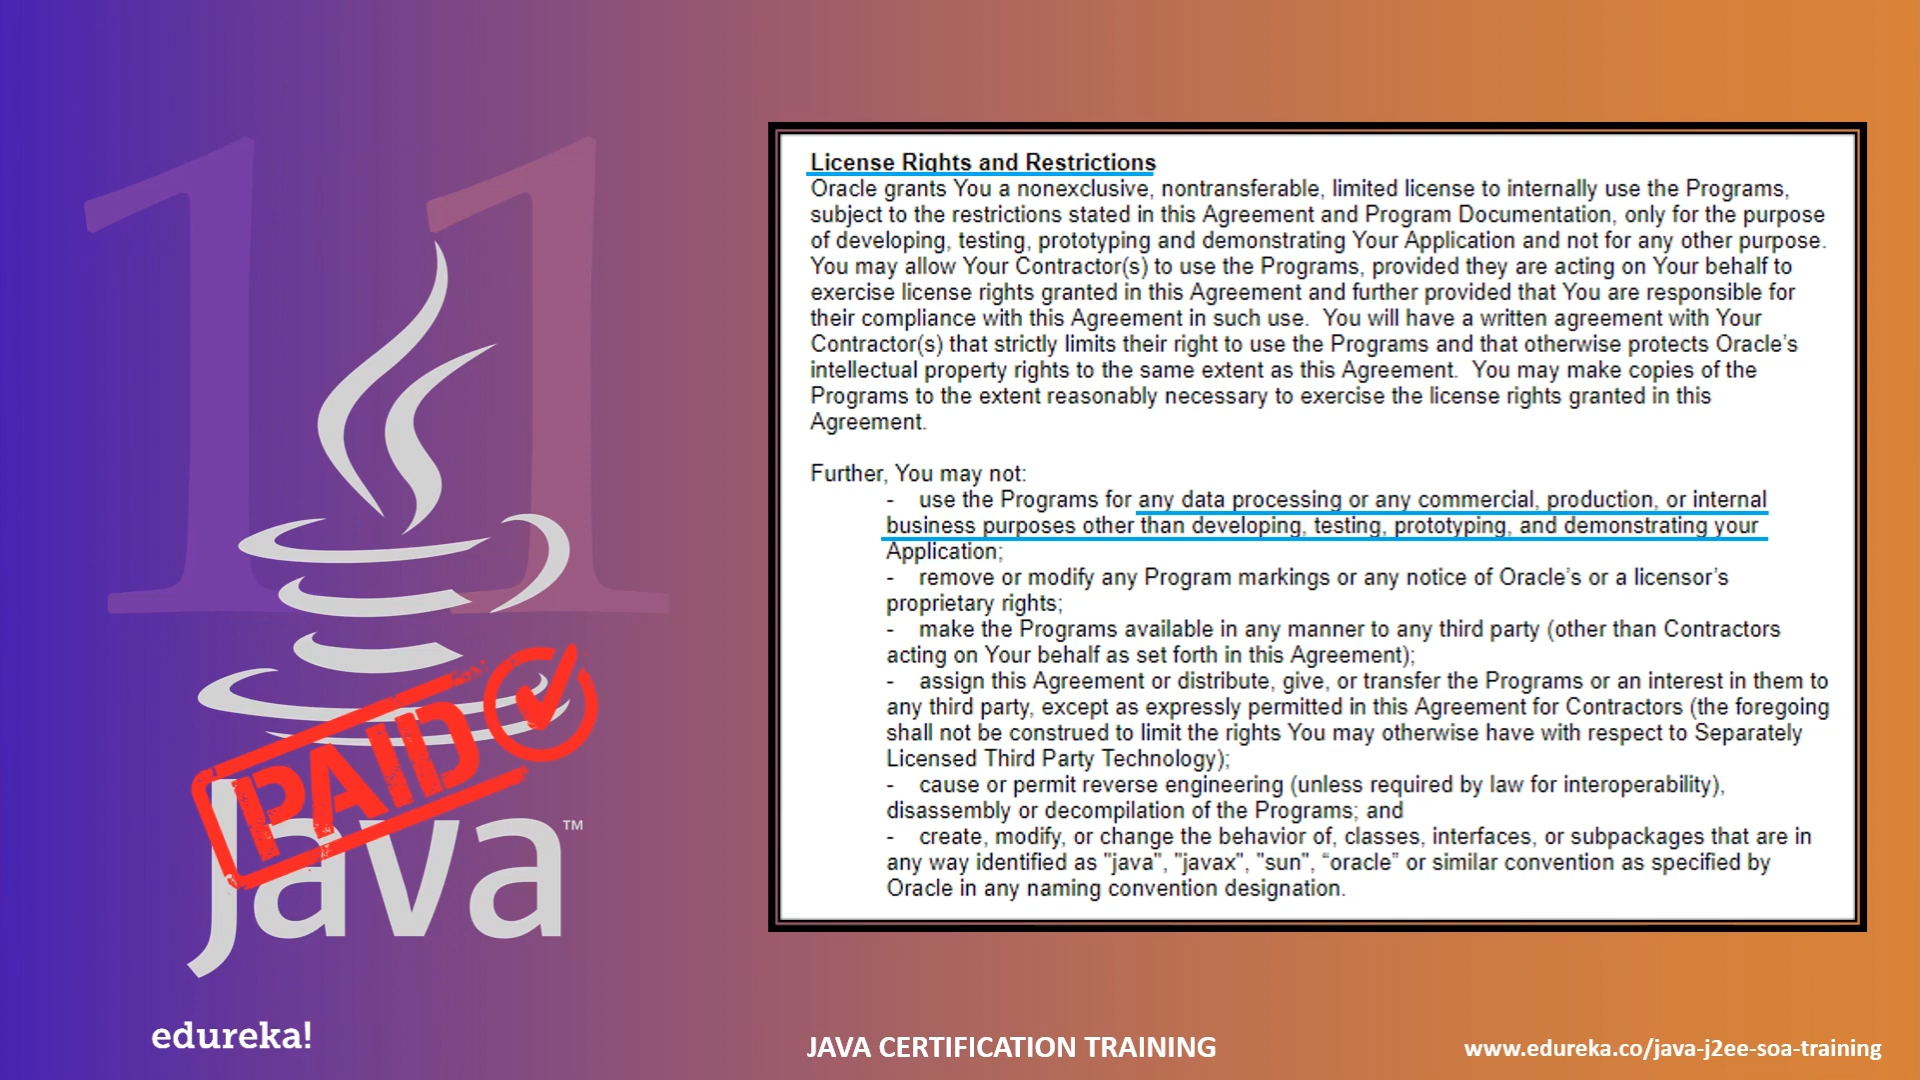 11
License Rights and Restrictions
Oracle grants You a nonexclusive, nontransferable, limited license to internally use the Programs,
subject to the restrictions stated in this Agreement and Program Documentation, only for the purpose
of developing, testing, prototyping and demonstrating Your Application and not for any other purpose.
You may allow Your Contractor(s) to use the Programs, provided they are acting on Your behalf to
exercise license rights granted in this Agreement and further provided that You are responsible for
their compliance with this Agreement in such use.  You will have a written agreement with Your
Contractor(s) that strictly limits their right to use the Programs and that otherwise protects Oracle’s
intellectual property rights to the same extent as this Agreement.  You may make copies of the
Programs to the extent reasonably necessary to exercise the license rights granted in this
Agreement.
Further, You may not:
- use the Programs for any data processing or any commercial, production, or internal
business purposes other than developing, testing, prototyping, and demonstrating your
Application;
- remove or modify any Program markings or any notice of Oracle’s or a licensor’s
proprietary rights;
- make the Programs available in any manner to any third party (other than Contractors
acting on Your behalf as set forth in this Agreement);
- assign this Agreement or distribute, give, or transfer the Programs or an interest in them to
any third party, except as expressly permitted in this Agreement for Contractors (the foregoing
shall not be construed to limit the rights You may otherwise have with respect to Separately
Licensed Third Party Technology);
- cause or permit reverse engineering (unless required by law for interoperability),
disassembly or decompilation of the Programs; and
- create, modify, or change the behavior of, classes, interfaces, or subpackages that are in
any way identified as "java", "javax", "sun", “oracle” or similar convention as specified by
Oracle in any naming convention designation.
PAID
Java™
edureka!
JAVA CERTIFICATION TRAINING
www.edureka.co/java-j2ee-soa-training